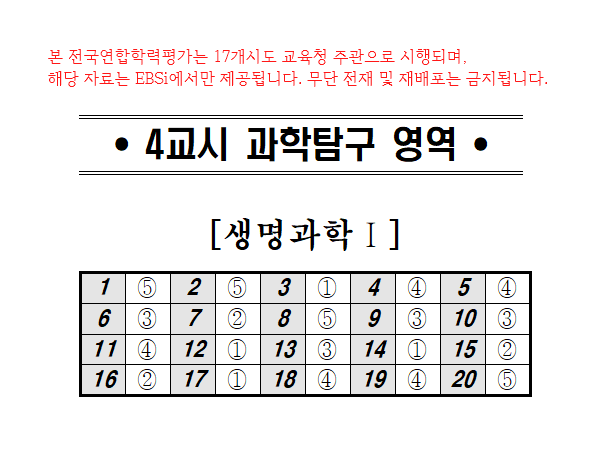 본 전국연합학력평가는 17개시도 교육청 주관으로 시행되며,
해당 자료는 EBSi에서만 제공됩니다. 무단 전재 및 재배포는 금지됩니다.
• 4교시 과학탐구 영역 •
[생명과학Ⅰ]
1 ⑤ 2 ⑤ 3 ① 4 ④ 5 ④
6 ③ 7 ② 8 ⑤ 9 ③ 10 ③
11 ④ 12 ① 13 ③ 14 ① 15 ②
16 ② 17 ① 18 ④ 19 ④ 20 ⑤